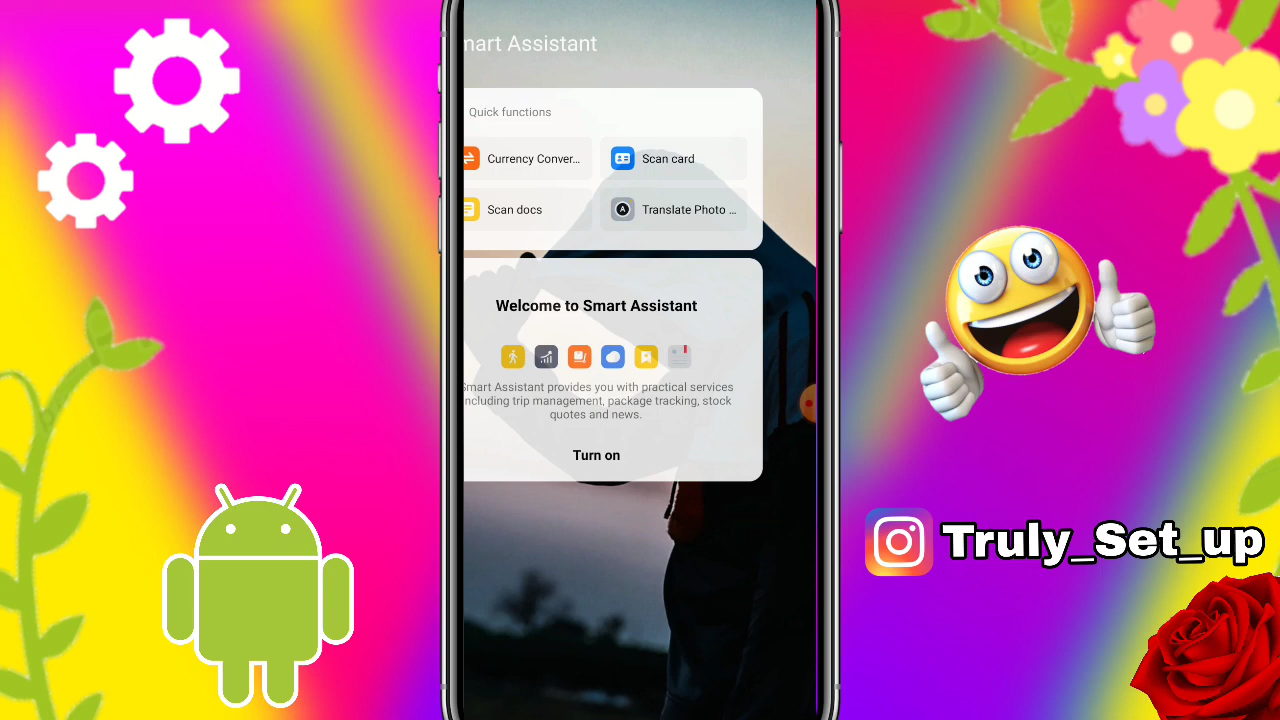 mart Assistant
Quick functions
Currency Conver...
Scan card
Scan docs
Translate Photo ...
A
Welcome to Smart Assistant
Smart Assistant provides you with practical services
including trip management, package tracking, stock
quotes and news.
Turn on
Truly_Set_up